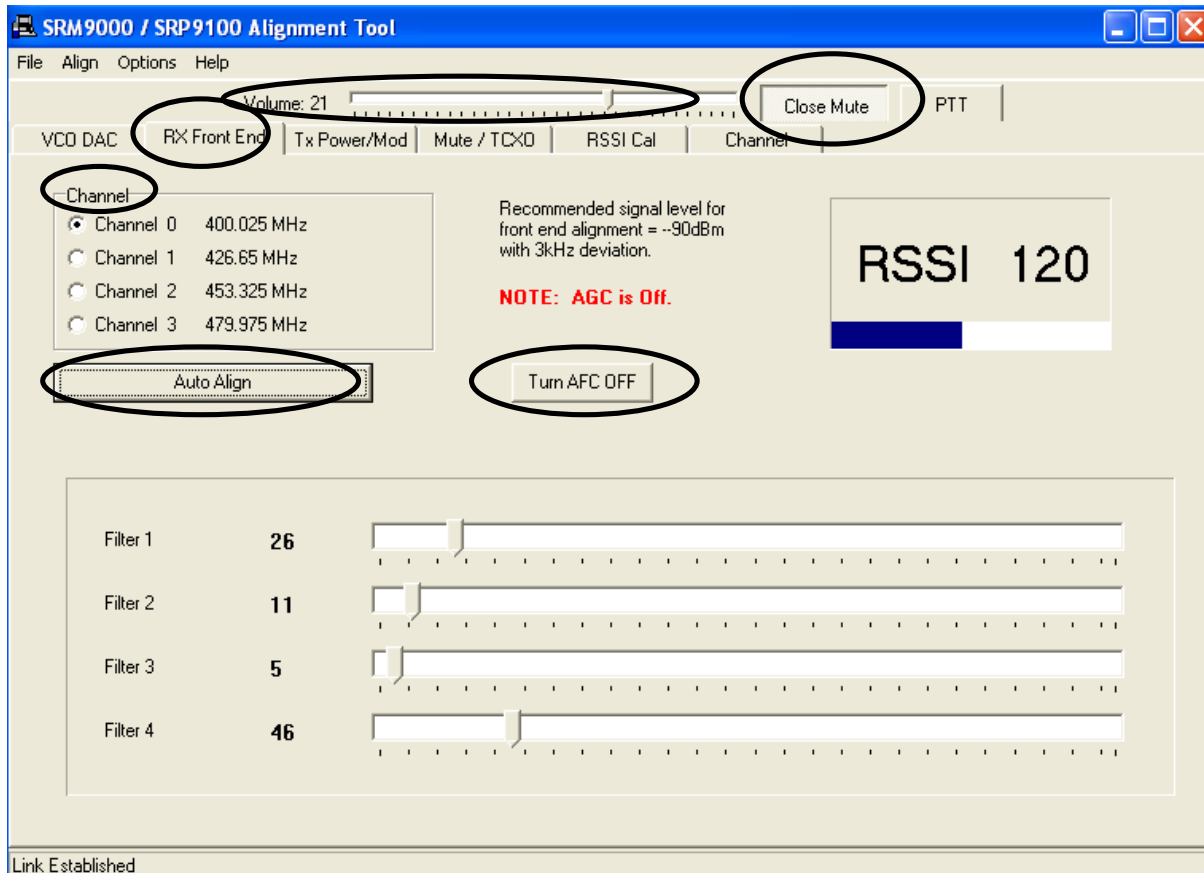 SRM9000 / SRP9100 Alignment Tool
File Align Options Help
Volume: 21
Close Mute
PTT
VCO DAC
RX Front End
Tx Power/Mod
Mute / TCXO
RSSI Cal
Channel
Channel
Channel 0 400.025 MHz
Channel 1 426.65 MHz
Channel 2 453.325 MHz
Channel 3 479.975 MHz
Recommended signal level for
front end alignment = --90dBm
with 3kHz deviation.
NOTE: AGC is Off.
RSSI 120
Auto Align
Turn AFC OFF
Filter 1 26
Filter 2 11
Filter 3 5
Filter 4 46
Link Established